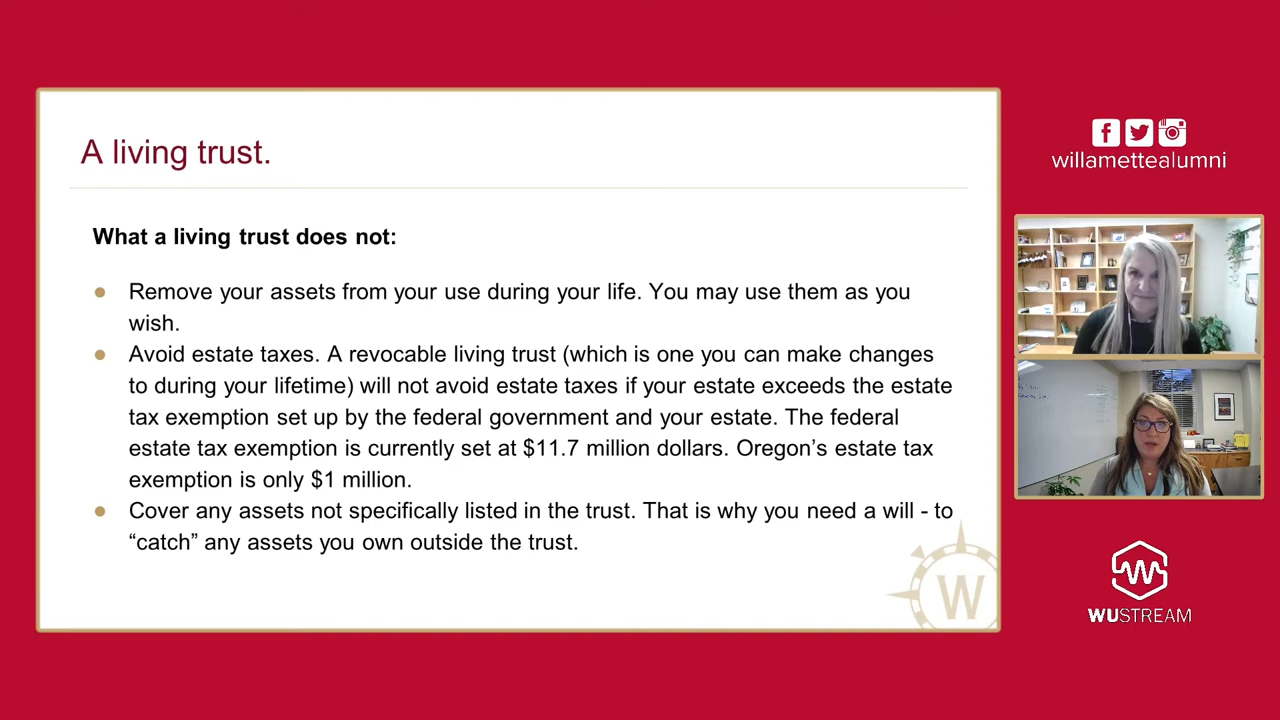 A living trust.
What a living trust does not:
● Remove your assets from your use during your life. You may use them as you
wish.
● Avoid estate taxes. A revocable living trust (which is one you can make changes
to during your lifetime) will not avoid estate taxes if your estate exceeds the estate
tax exemption set up by the federal government and your estate. The federal
estate tax exemption is currently set at $11.7 million dollars. Oregon’s estate tax
exemption is only $1 million.
● Cover any assets not specifically listed in the trust. That is why you need a will - to
“catch” any assets you own outside the trust.
W
willamettealumni
WUSTREAM